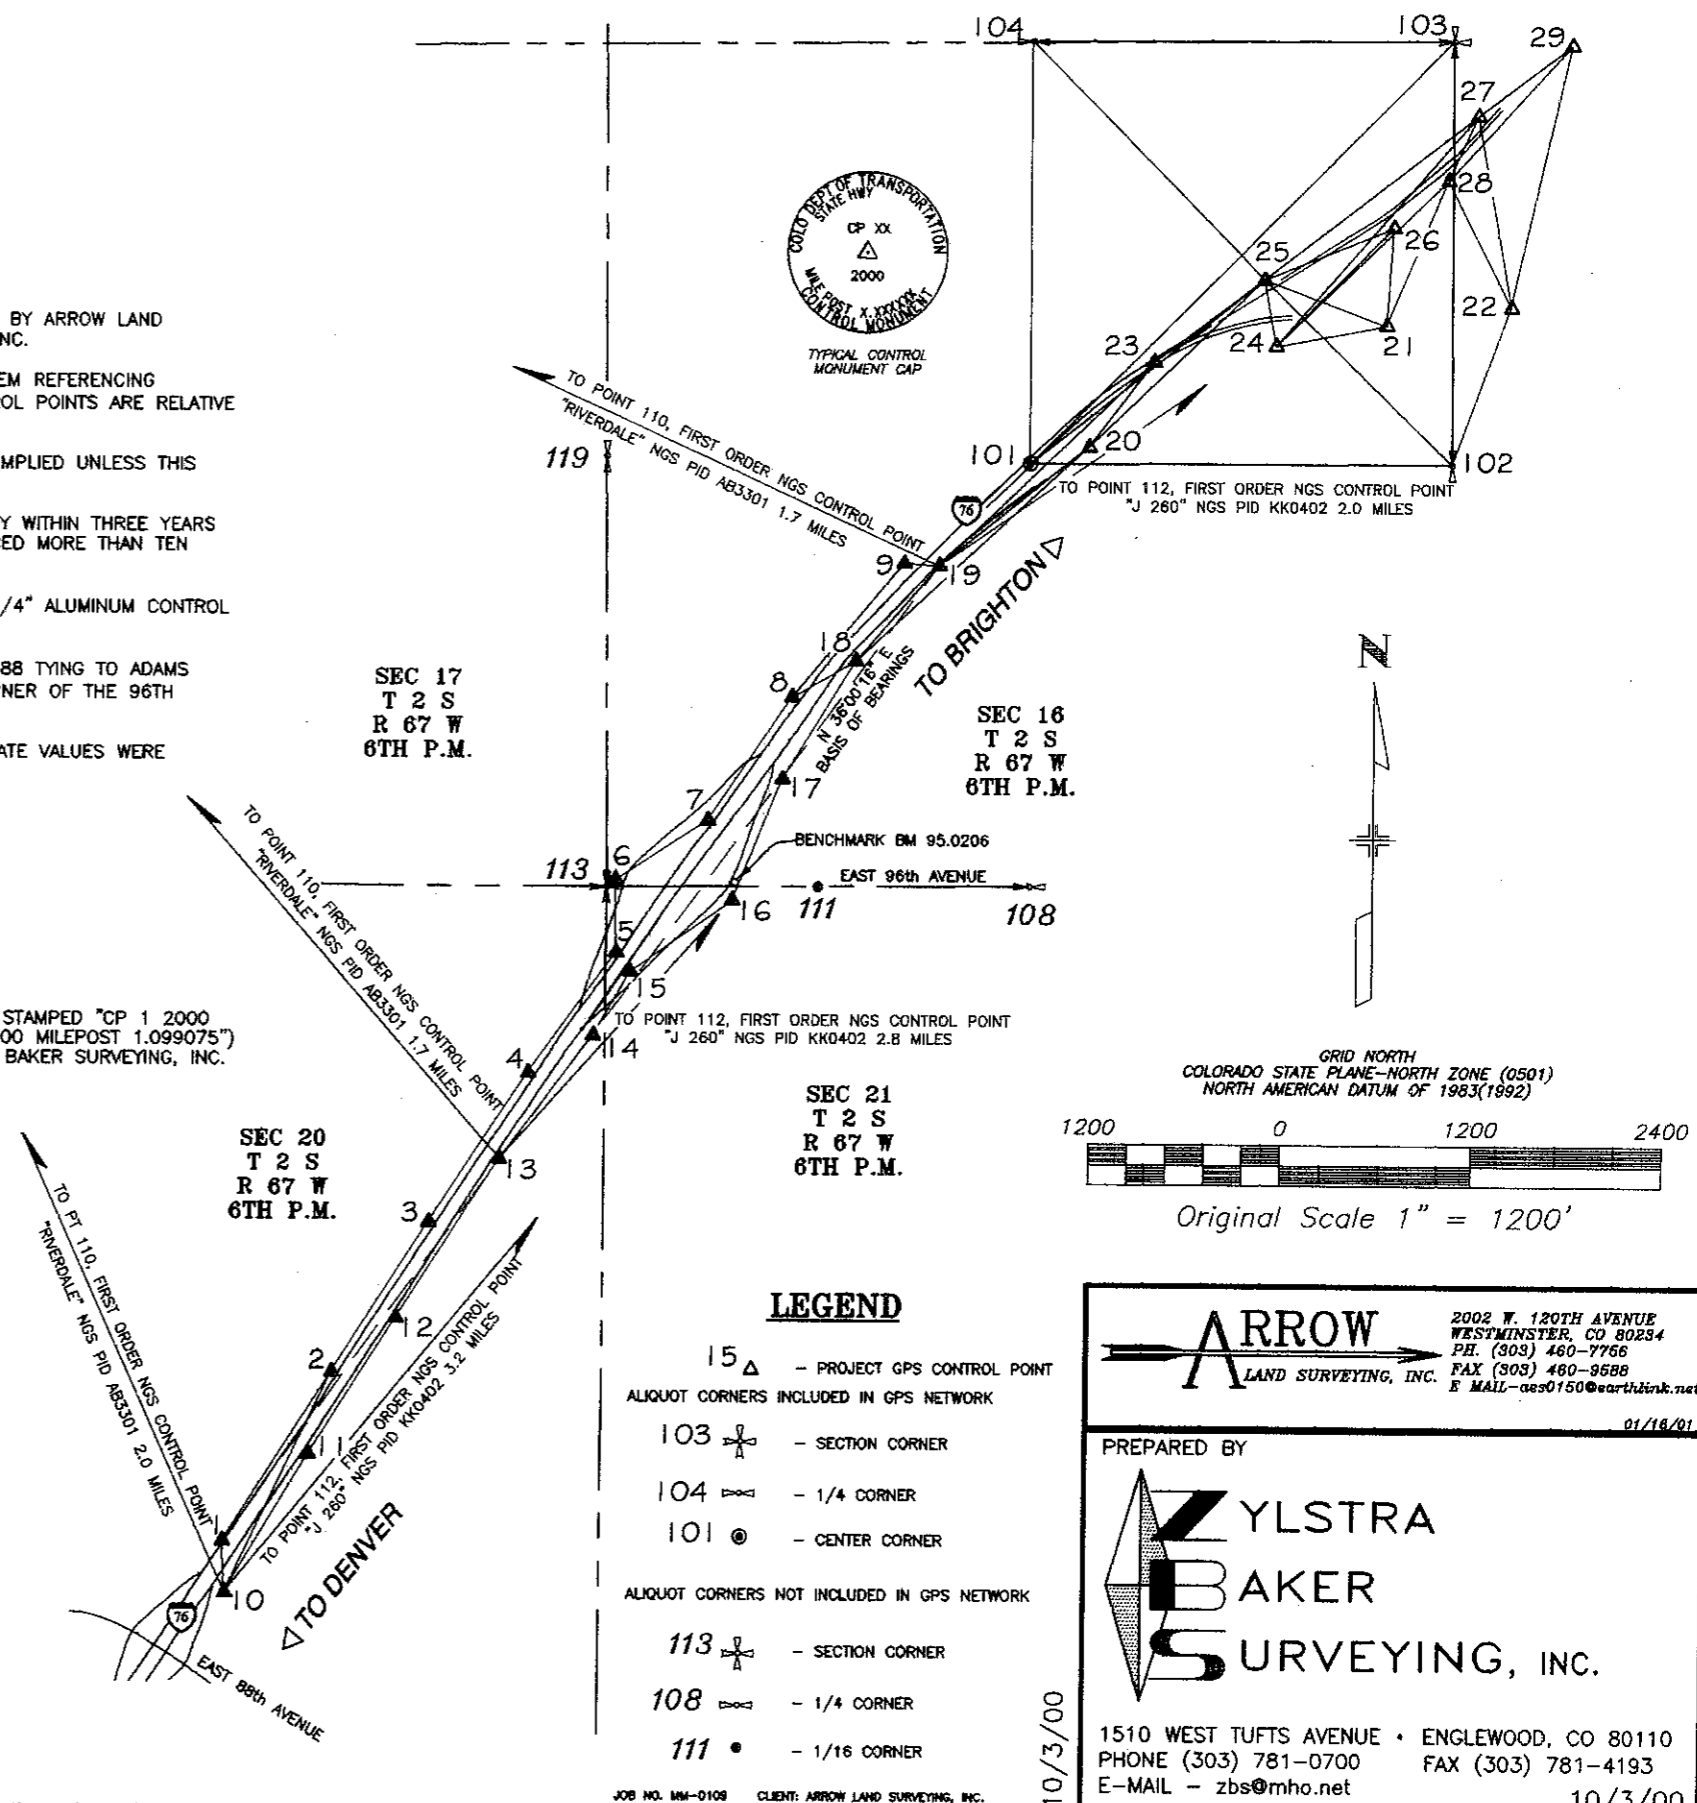 104
103
29
27
28
26
25
22
21
24
23
20
101
102
COLO DEPT OF TRANSPORTATION
STATE HWY
CP XX
2000
MILE POST X.XXXXXX
CONTROL MONUMENT
TYPICAL CONTROL
MONUMENT CAP
BY ARROW LAND
NC.
EM REFERENCING
OL POINTS ARE RELATIVE
MPLIED UNLESS THIS
Y WITHIN THREE YEARS
ED MORE THAN TEN
/4" ALUMINUM CONTROL
88 TYING TO ADAMS
NER OF THE 96TH
ATE VALUES WERE
STAMPED "CP 1 2000
00 MILEPOST 1.099075")
BAKER SURVEYING, INC.
TO POINT 110, FIRST ORDER NGS CONTROL POINT
"RIVERDALE" NGS PID AB3301 1.7 MILES
119
TO POINT 112, FIRST ORDER NGS CONTROL POINT
"J 260" NGS PID KK0402 2.0 MILES
76
9
19
TO BRIGHTON
18
8
N 36°00'16" E
BASIS OF BEARINGS
17
7
SEC 17
T 2 S
R 67 W
6TH P.M.
SEC 16
T 2 S
R 67 W
6TH P.M.
N
BENCHMARK BM 95.0206
113
6
EAST 96th AVENUE
16
111
108
5
15
TO POINT 110, FIRST ORDER NGS CONTROL POINT
"RIVERDALE" NGS PID AB3301 1.7 MILES
TO POINT 112, FIRST ORDER NGS CONTROL POINT
"J 260" NGS PID KK0402 2.8 MILES
14
4
13
3
12
2
11
1
10
SEC 20
T 2 S
R 67 W
6TH P.M.
SEC 21
T 2 S
R 67 W
6TH P.M.
GRID NORTH
COLORADO STATE PLANE-NORTH ZONE (0501)
NORTH AMERICAN DATUM OF 1983(1992)
1200 0 1200 2400
Original Scale 1" = 1200'
TO PT 110, FIRST ORDER NGS CONTROL POINT
"RIVERDALE" NGS PID AB3301 2.0 MILES
TO POINT 112, FIRST ORDER NGS CONTROL POINT
"J 260" NGS PID KK0402 3.2 MILES
TO DENVER
76
EAST 88th AVENUE
LEGEND
15 - PROJECT GPS CONTROL POINT
ALIQUOT CORNERS INCLUDED IN GPS NETWORK
103 - SECTION CORNER
104 - 1/4 CORNER
101 - CENTER CORNER
ALIQUOT CORNERS NOT INCLUDED IN GPS NETWORK
113 - SECTION CORNER
108 - 1/4 CORNER
111 - 1/16 CORNER
JOB NO. MM-0109 CLIENT: ARROW LAND SURVEYING, INC.
10/3/00
ARROW
LAND SURVEYING, INC.
2002 W. 120TH AVENUE
WESTMINSTER, CO 80234
PH. (303) 460-7756
FAX (303) 460-9588
E MAIL-aes0150@earthlink.net
01/16/01
PREPARED BY
ZYLSTRA
BAKER
SURVEYING, INC.
1510 WEST TUFTS AVENUE • ENGLEWOOD, CO 80110
PHONE (303) 781-0700 FAX (303) 781-4193
E-MAIL - zbs@mho.net
10/3/00